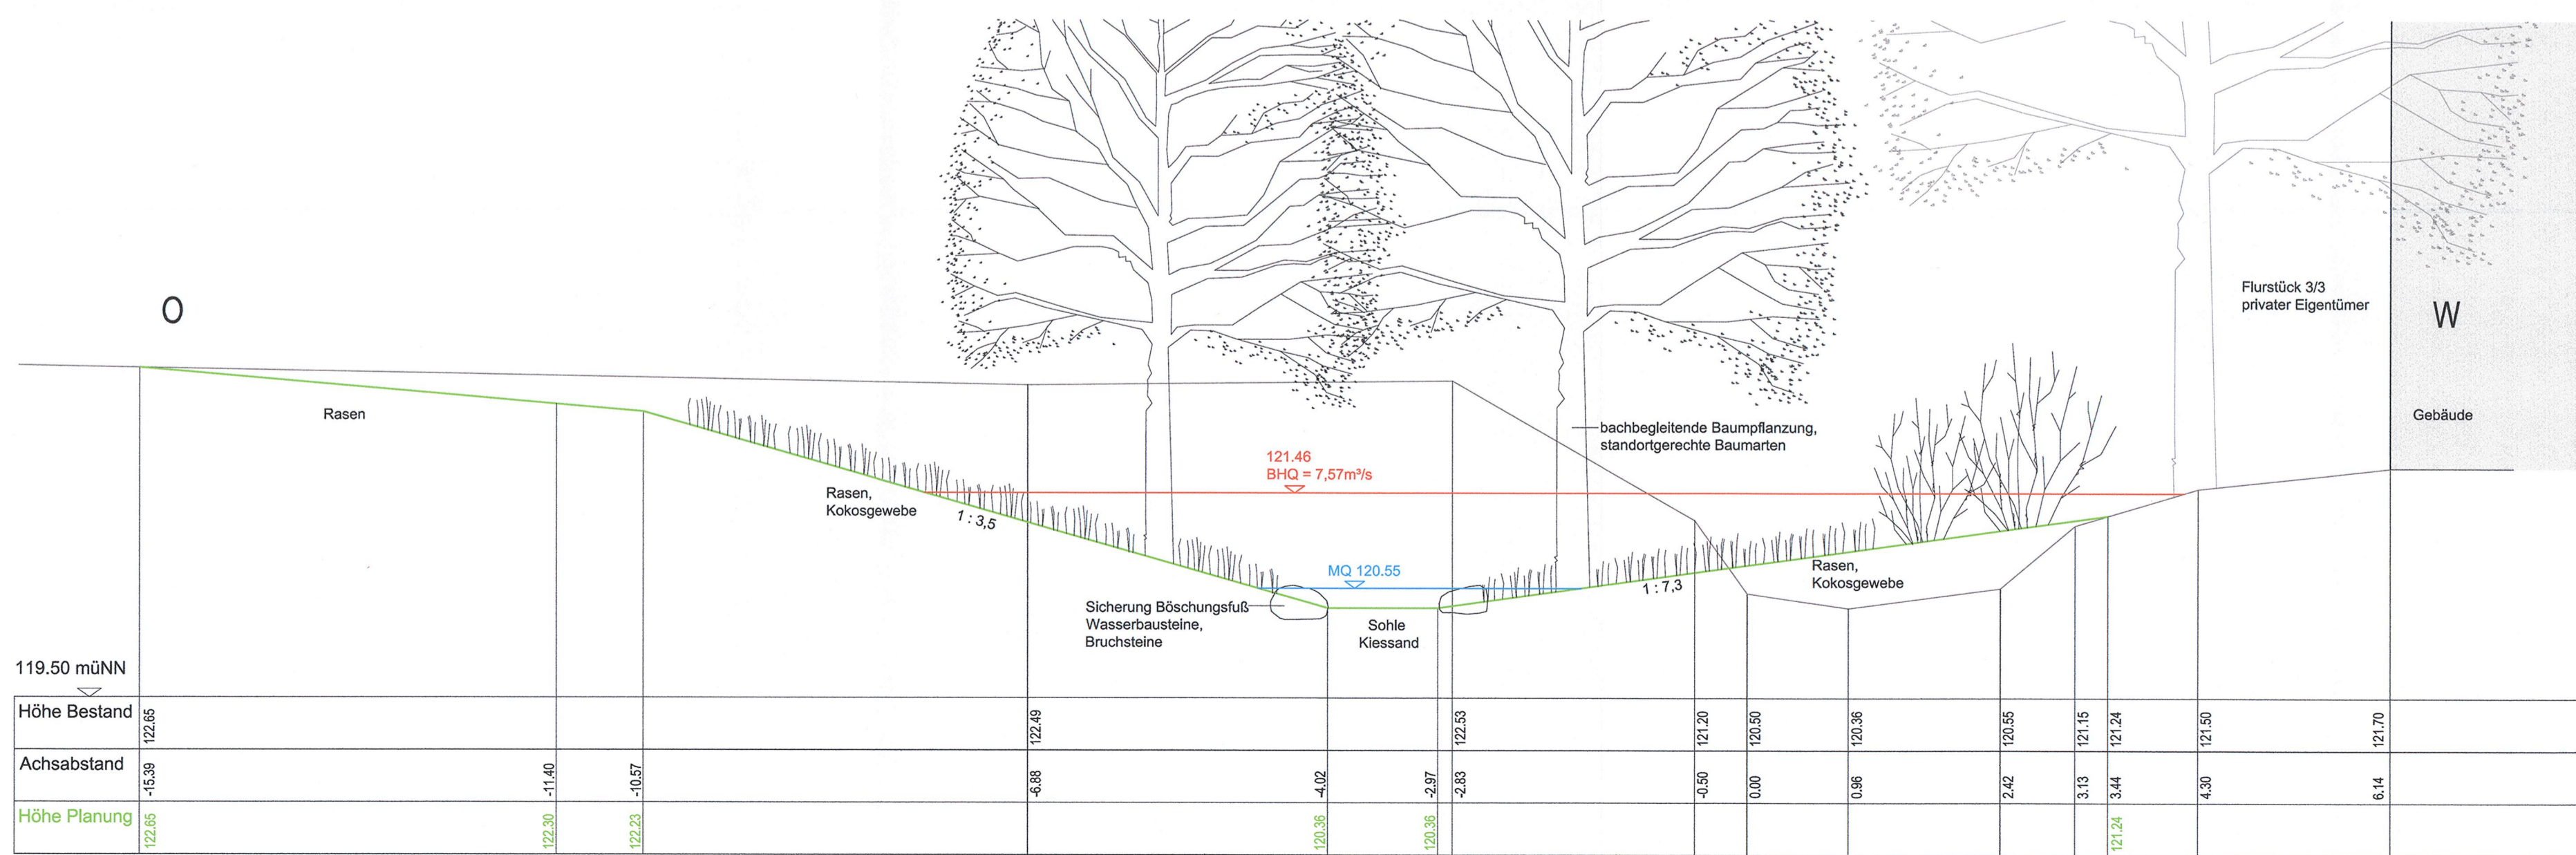 O
Flurstück 3/3
privater Eigentümer
W
Rasen
Gebäude
bachbegleitende Baumpflanzung,
standortgerechte Baumarten
121.46
BHQ = 7,57m³/s
Rasen,
Kokosgewebe
1 : 3,5
MQ 120.55
Rasen,
Kokosgewebe
1 : 7,3
Sicherung Böschungsfuß
Wasserbausteine,
Bruchsteine
Sohle
Kiessand
119.50 müNN
Höhe Bestand 122.65 122.49 122.53 121.20 120.50 120.36 120.55 121.15 121.24 121.50 121.70
Achsabstand -15.39 -11.40 -10.57 -6.88 -4.02 -2.97 -2.83 -0.50 0.00 0.96 2.42 3.13 3.44 4.30 6.14
Höhe Planung 122.65 122.30 122.23 120.36 120.36 121.24